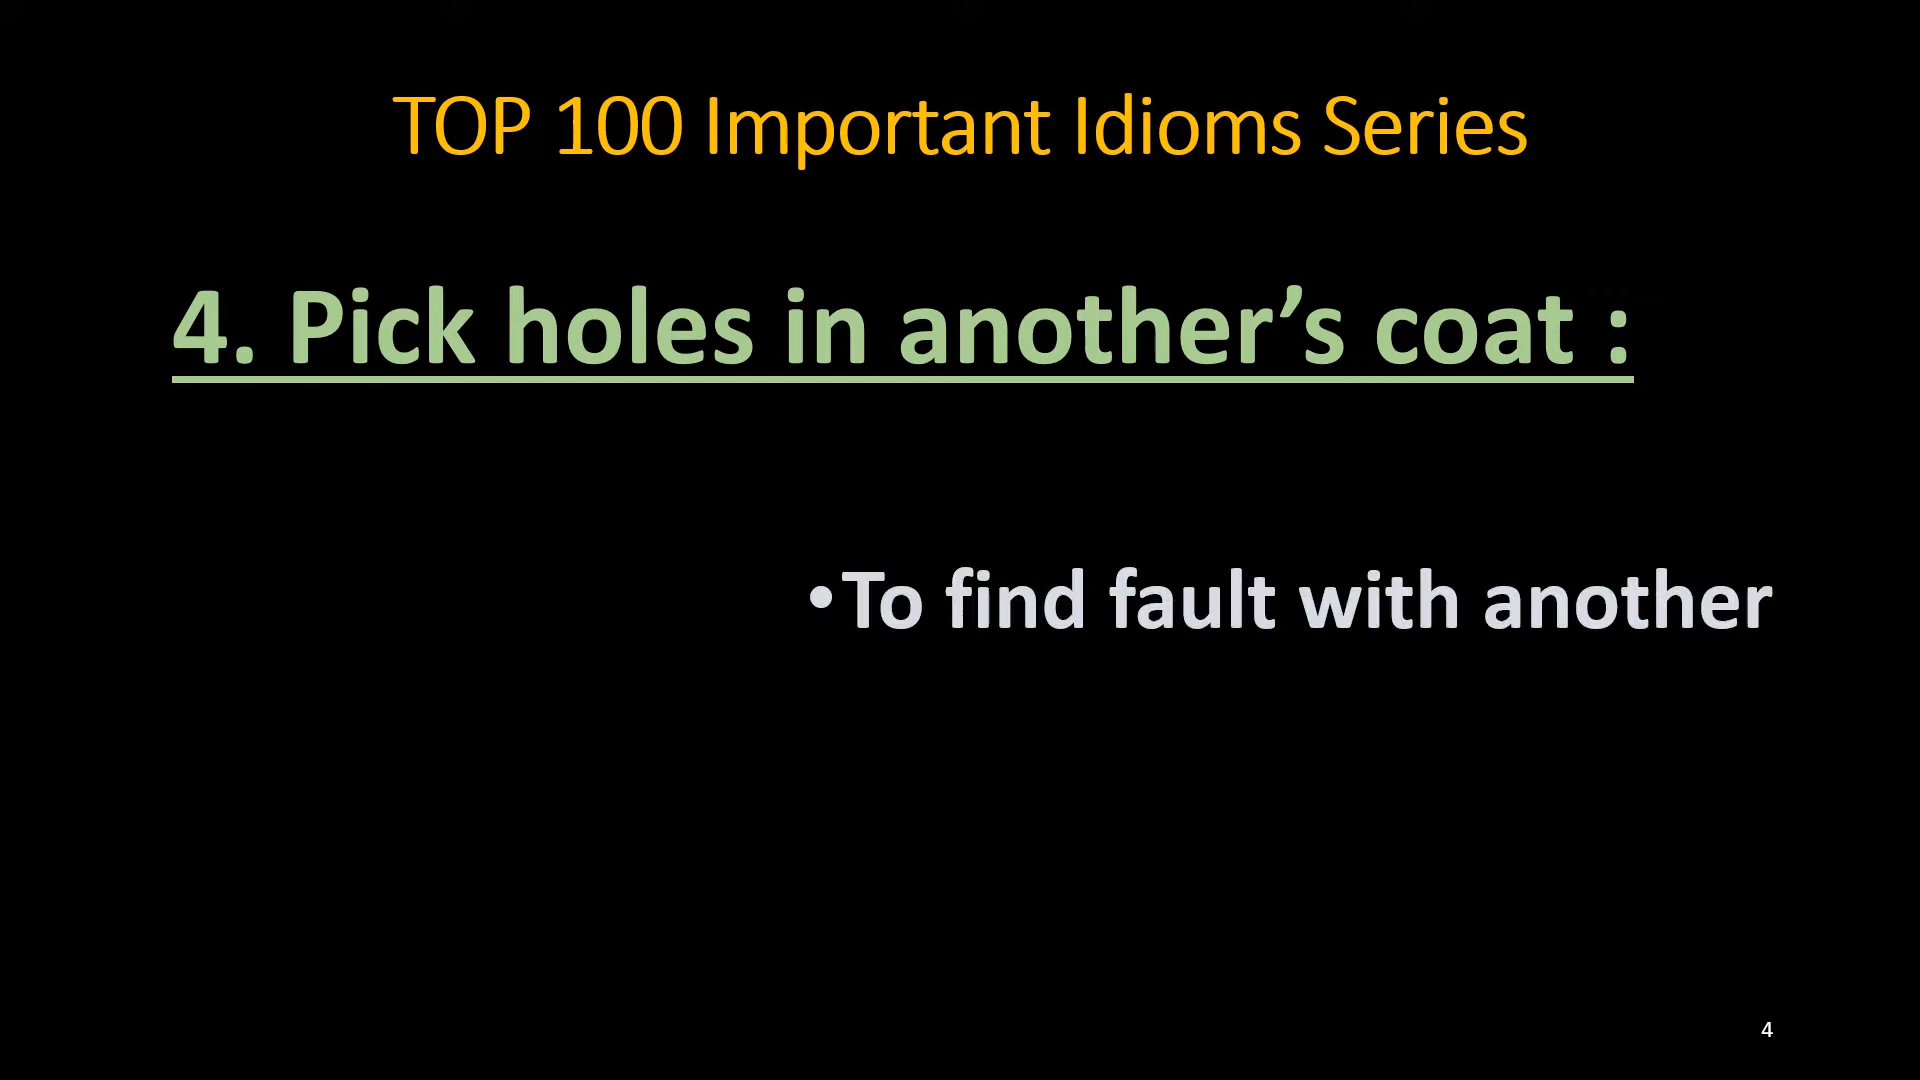 TOP 100 Important Idioms Series
4. Pick holes in another’s coat :
•To find fault with another
4